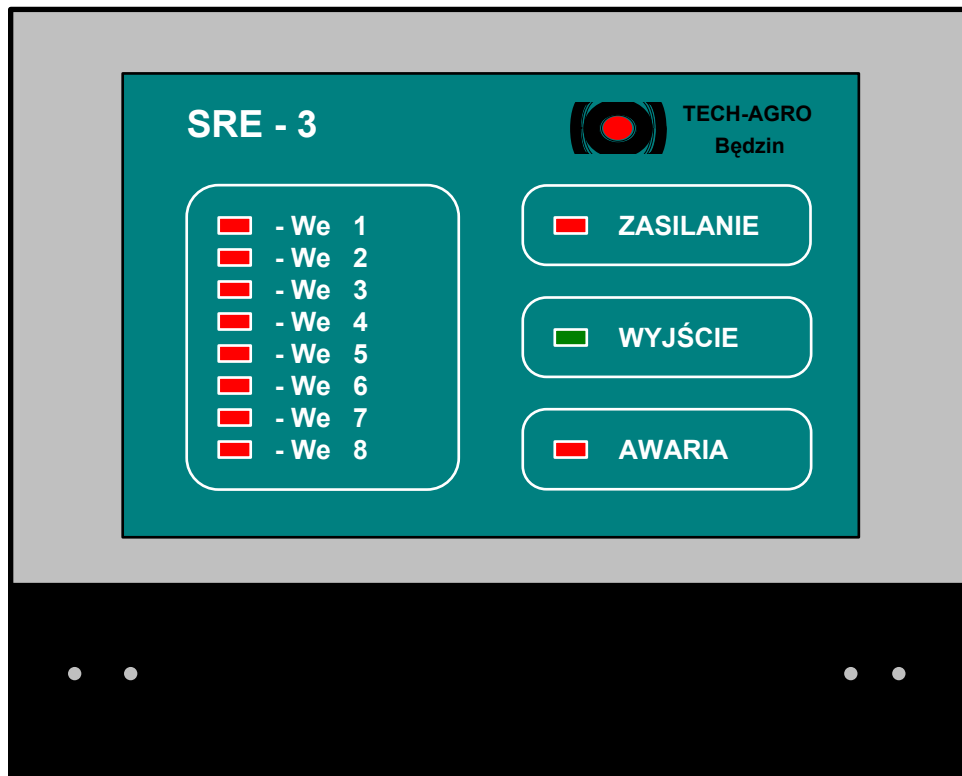 SRE - 3
TECH-AGRO
Będzin
- We 1
- We 2
- We 3
- We 4
- We 5
- We 6
- We 7
- We 8
ZASILANIE
WYJŚCIE
AWARIA